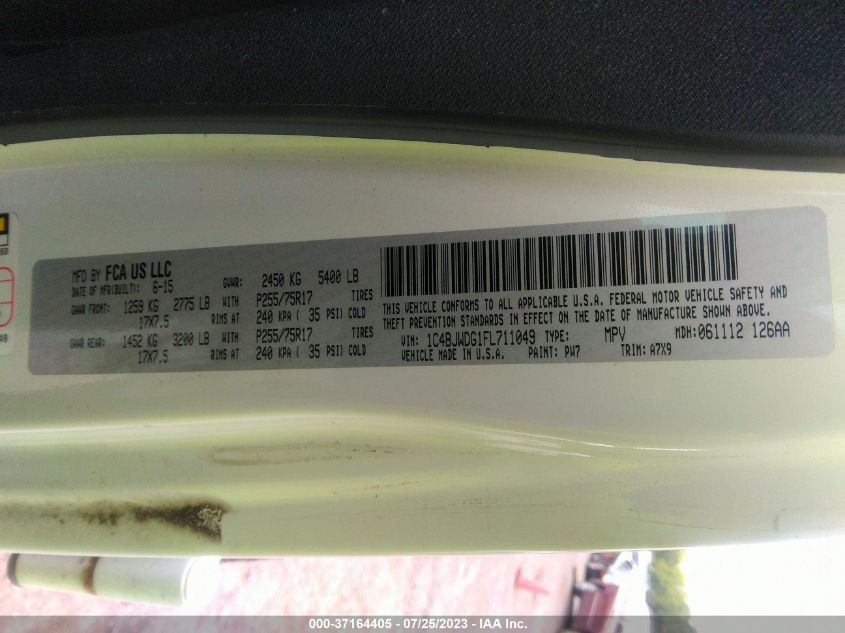 MFD BY FCA US LLC
DATE OF MFR(BUILT): 6-15 GVWR: 2450 KG 5400 LB
GAWR FRONT: 1259 KG 2775 LB WITH P255/75R17 TIRES
17X7.5 RIMS AT 240 KPA ( 35 PSI) COLD
GAWR REAR: 1452 KG 3200 LB WITH P255/75R17 TIRES
17X7.5 RIMS AT 240 KPA ( 35 PSI) COLD
THIS VEHICLE CONFORMS TO ALL APPLICABLE U.S.A. FEDERAL MOTOR VEHICLE SAFETY AND
THEFT PREVENTION STANDARDS IN EFFECT ON THE DATE OF MANUFACTURE SHOWN ABOVE.
VIN: 1C4BJWDG1FL711049 TYPE: MPV MDH: 061112 126AA
VEHICLE MADE IN U.S.A. PAINT: PW7 TRIM: A7X9
000-37164405 - 07/25/2023 - IAA Inc.